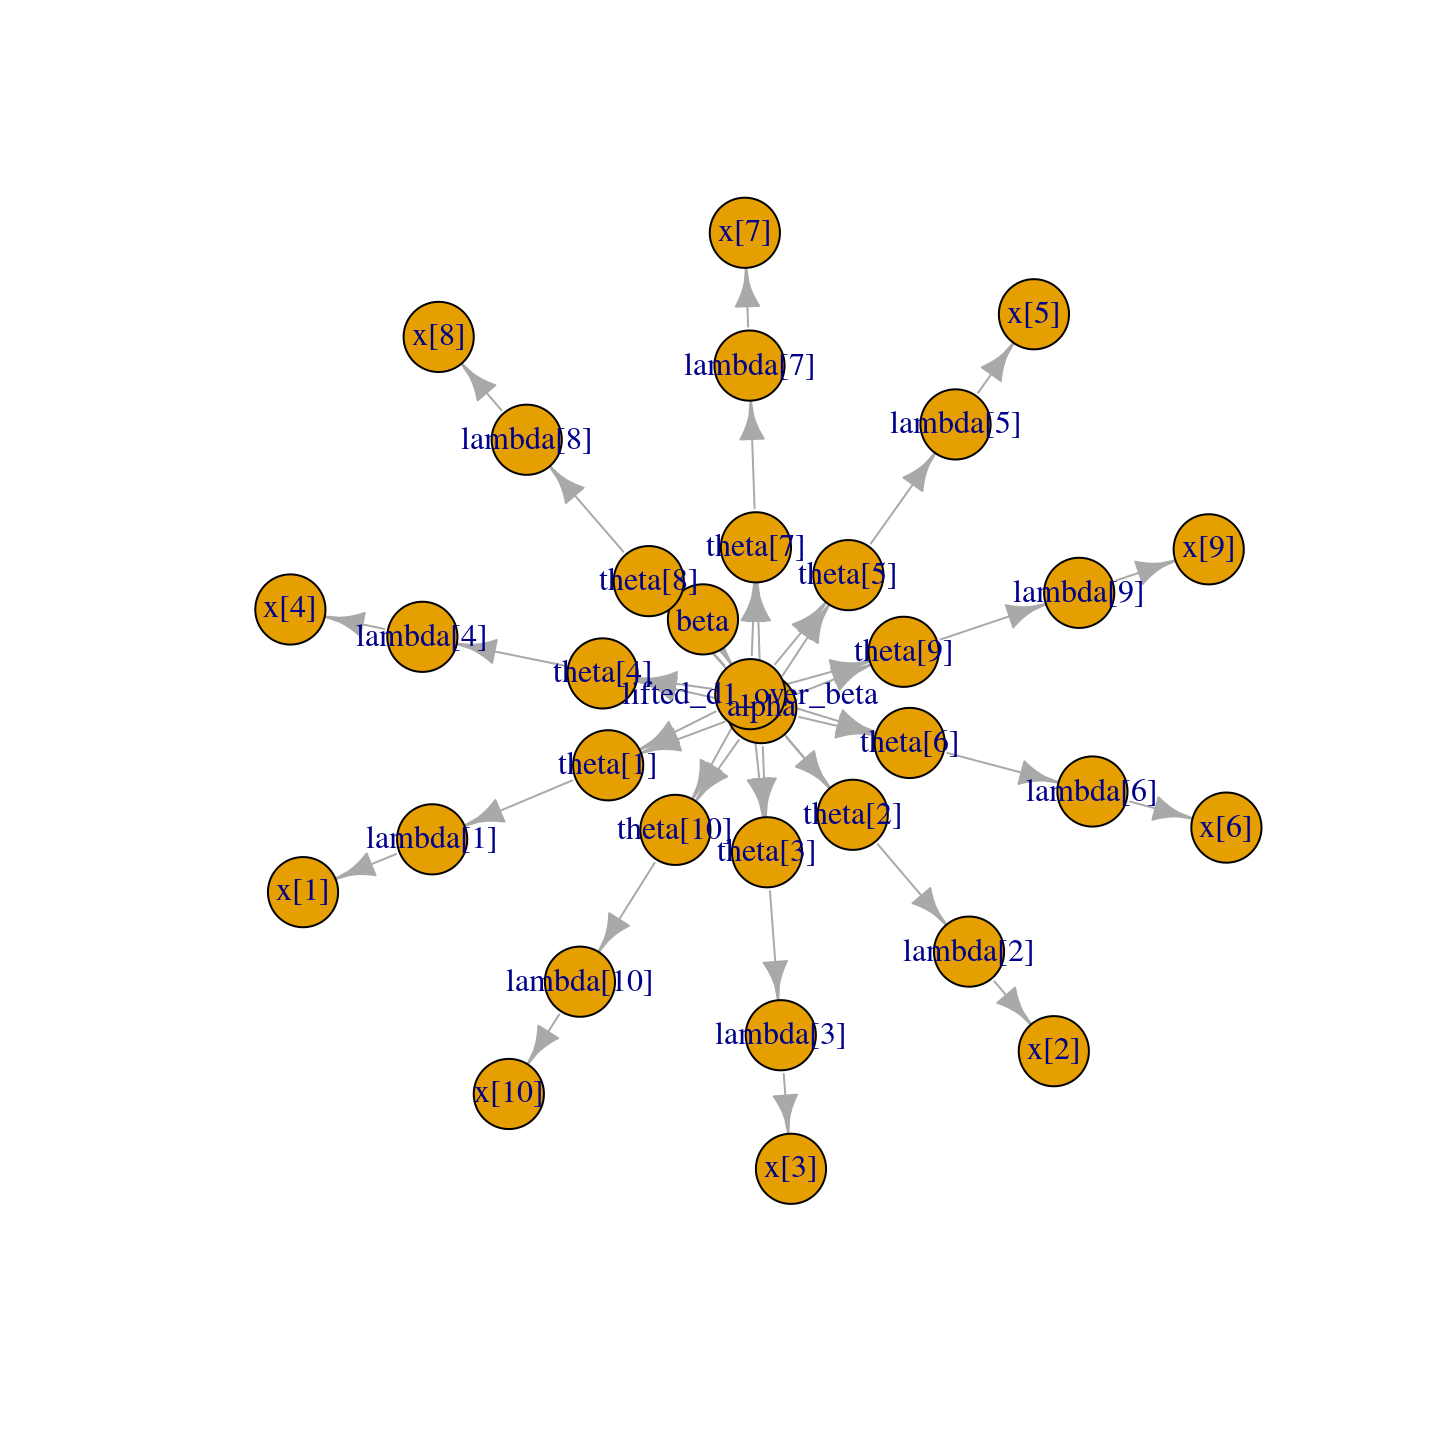 x[7]
x[5]
x[8]
lambda[7]
lambda[5]
lambda[8]
x[9]
theta[7]
theta[5]
theta[8]
lambda[9]
x[4]
beta
lambda[4]
theta[9]
theta[4]
lifted_d1_over_beta
alpha
theta[6]
theta[1]
lambda[6]
theta[2]
x[6]
theta[10]
lambda[1]
theta[3]
x[1]
lambda[2]
lambda[10]
lambda[3]
x[2]
x[10]
x[3]